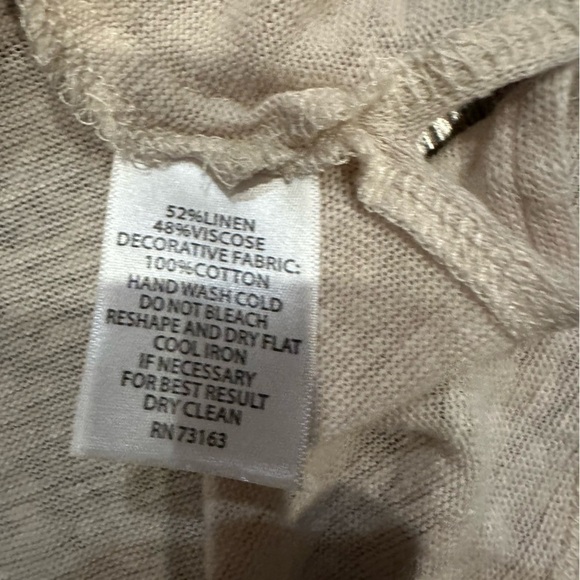 52%LINEN
48%VISCOSE
DECORATIVE FABRIC:
100%COTTON
HAND WASH COLD
DO NOT BLEACH
RESHAPE AND DRY FLAT
COOL IRON
IF NECESSARY
FOR BEST RESULT
DRY CLEAN
RN 73163